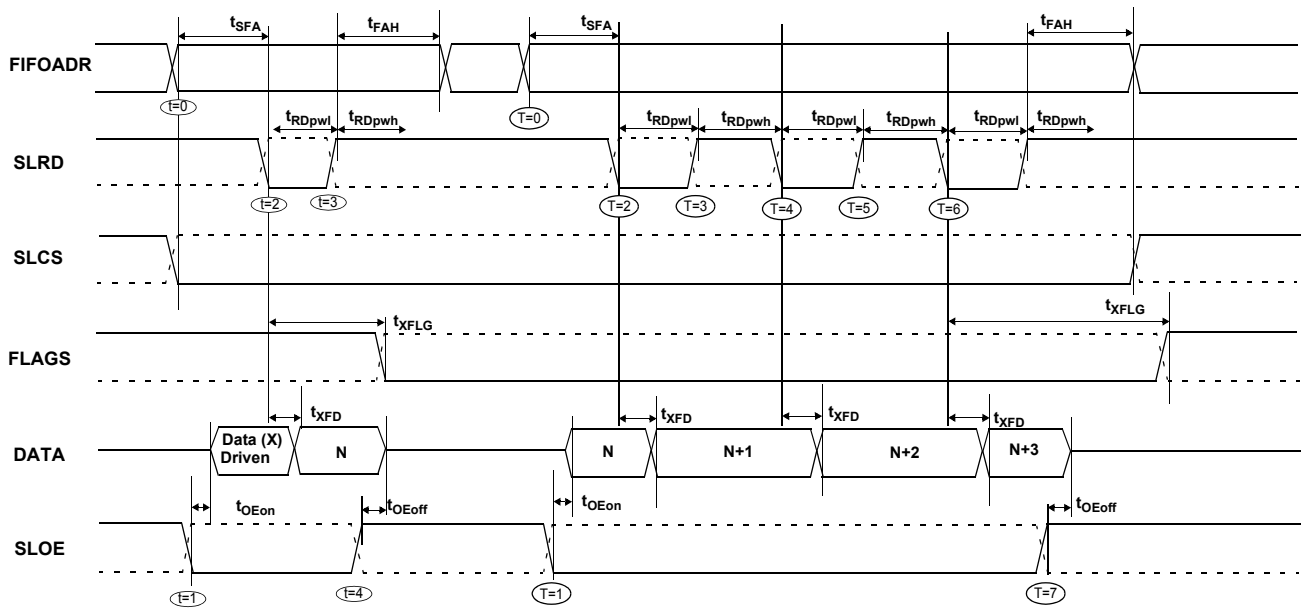 tSFA tFAH tSFA tFAH
FIFOADR
t=0 T=0
tRDpwl tRDpwh tRDpwl tRDpwh tRDpwl tRDpwh tRDpwl tRDpwh
SLRD
t=2 t=3 T=2 T=3 T=4 T=5 T=6
SLCS
tXFLG tXFLG
FLAGS
tXFD tXFD tXFD tXFD
DATA
Data (X)
Driven
N N N+1 N+2 N+3
tOEon tOEoff tOEon tOEoff
SLOE
t=1 t=4 T=1 T=7